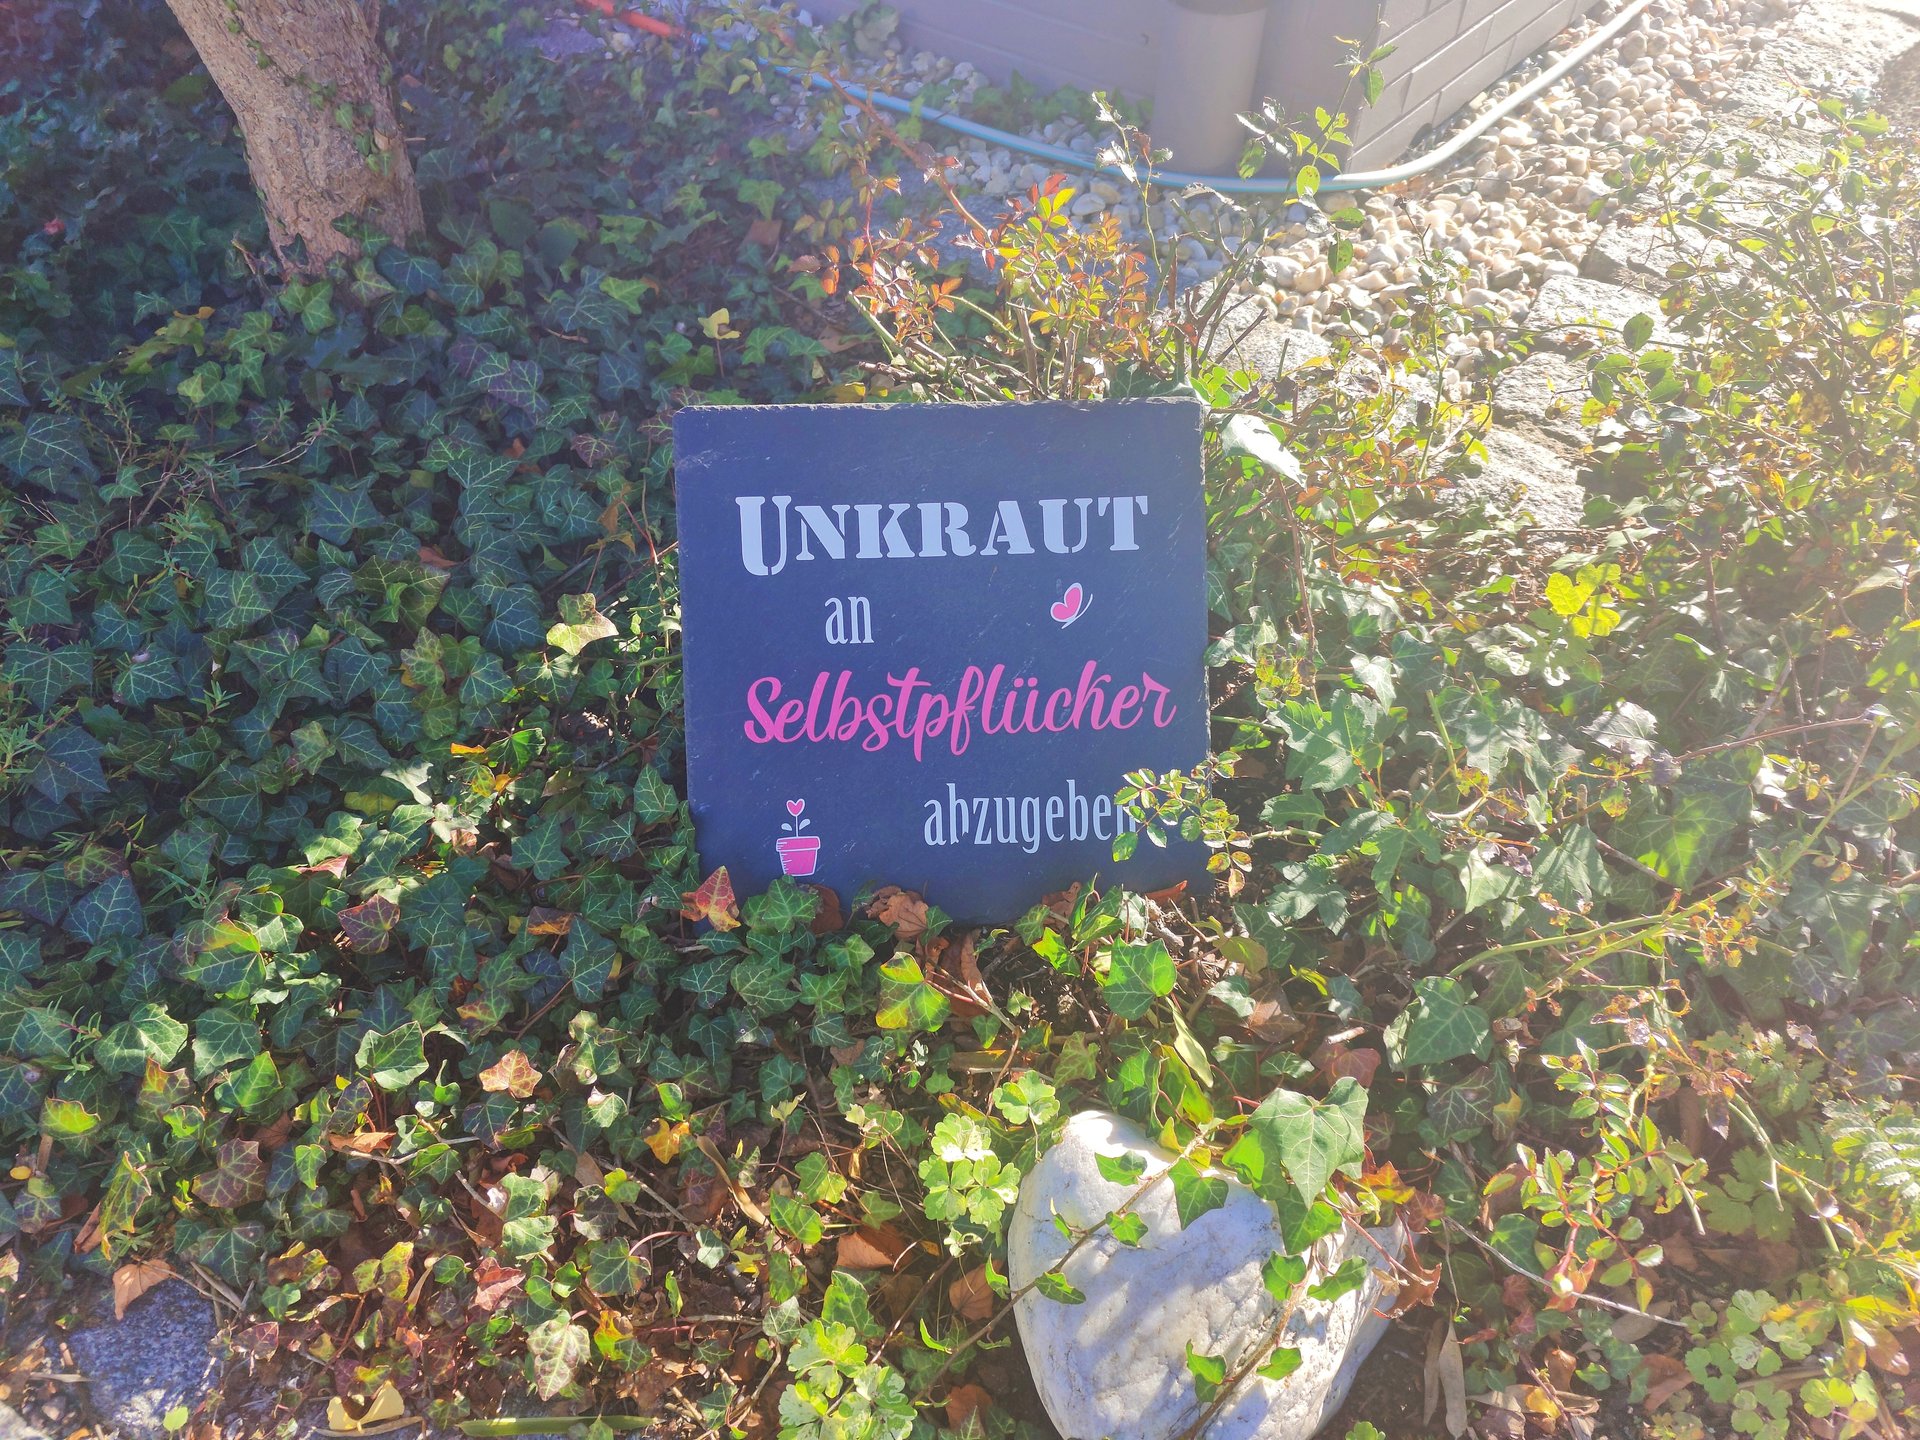 UNKRAUT
an
Selbstpflücker
abzugeben